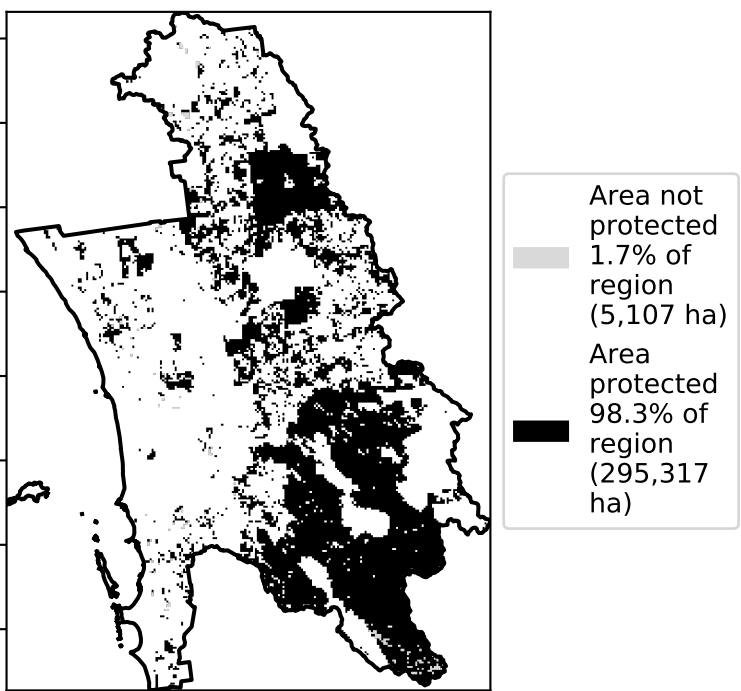 Area not
protected
1.7% of
region
(5,107 ha)
Area
protected
98.3% of
region
(295,317
ha)